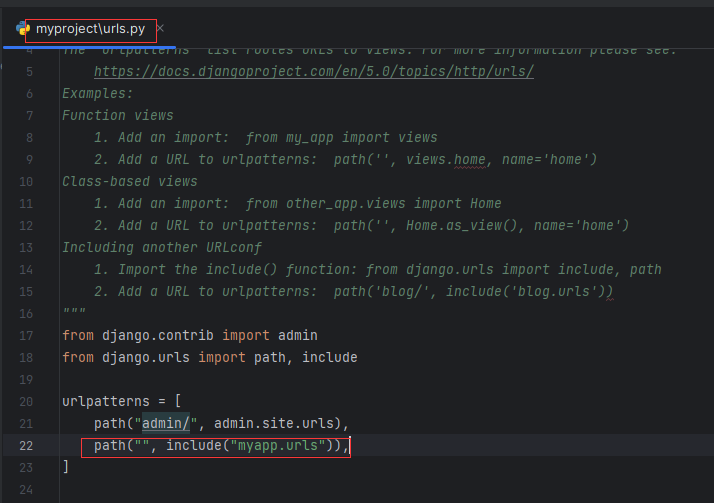 myproject\urls.py
4 The `urlpatterns` list routes URLs to views. For more information please see:
5 https://docs.djangoproject.com/en/5.0/topics/http/urls/
6 Examples:
7 Function views
8 1. Add an import:  from my_app import views
9 2. Add a URL to urlpatterns:  path('', views.home, name='home')
10 Class-based views
11 1. Add an import:  from other_app.views import Home
12 2. Add a URL to urlpatterns:  path('', Home.as_view(), name='home')
13 Including another URLconf
14 1. Import the include() function: from django.urls import include, path
15 2. Add a URL to urlpatterns:  path('blog/', include('blog.urls'))
16 """
17 from django.contrib import admin
18 from django.urls import path, include
19
20 urlpatterns = [
21 path("admin/", admin.site.urls),
22 path("", include("myapp.urls")),
23 ]
24